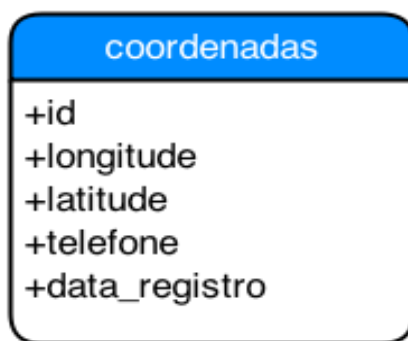 coordenadas
+id
+longitude
+latitude
+telefone
+data_registro